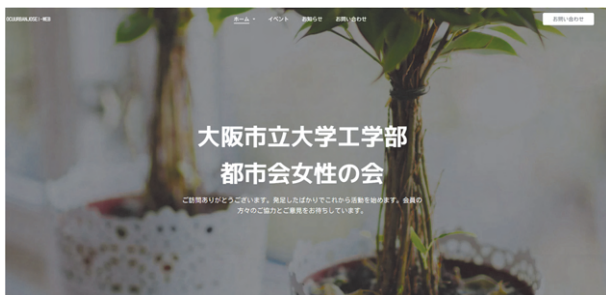 ホーム
イベント
お知らせ
お問い合わせ
お問い合わせ
大阪市立大学工学部
都市会女性の会
ご訪問ありがとうございます。発足したばかりでこれから活動を始めます。会員の
方々のご協力とご意見をお待ちしています。